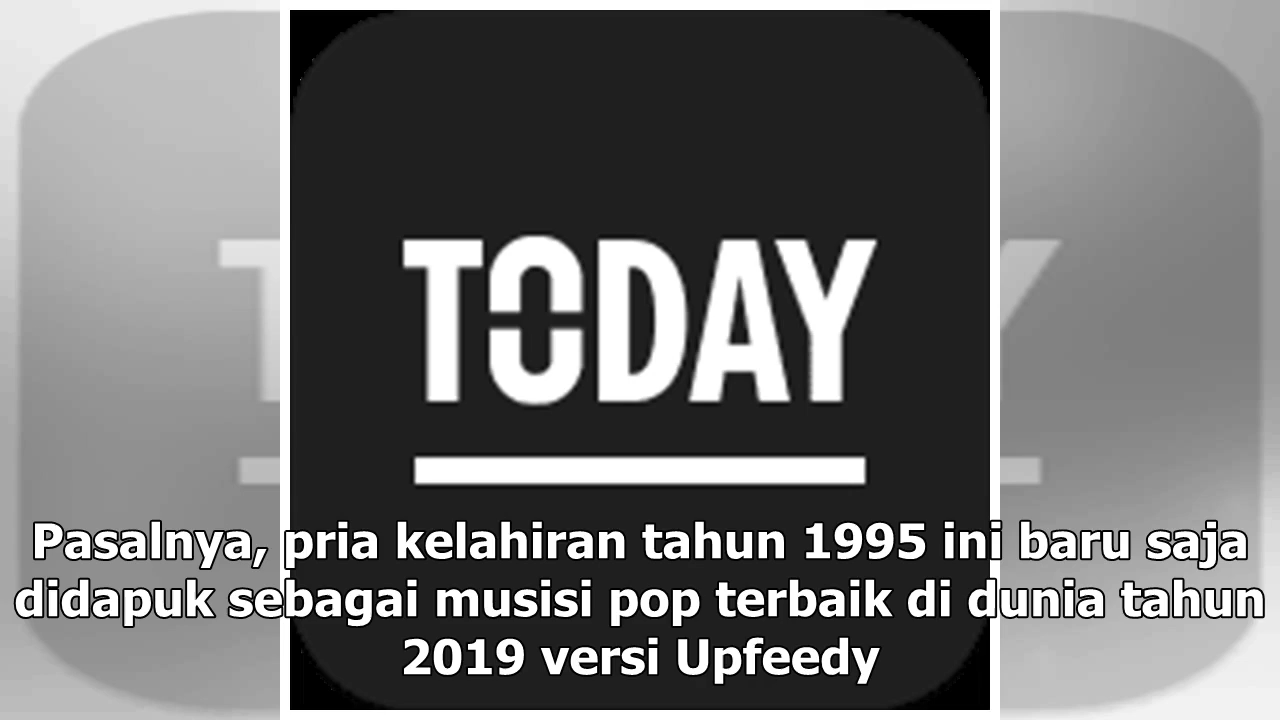 TODAY
Pasalnya, pria kelahiran tahun 1995 ini baru saja
didapuk sebagai musisi pop terbaik di dunia tahun
2019 versi Upfeedy